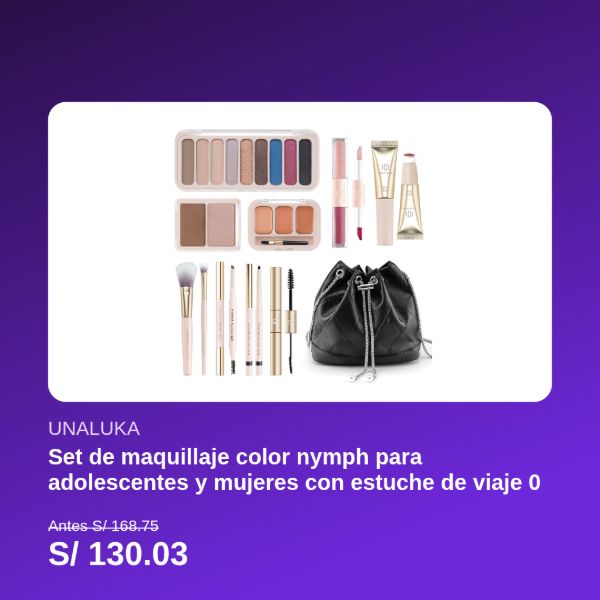 UNALUKA
Set de maquillaje color nymph para
adolescentes y mujeres con estuche de viaje 0
Antes S/ 168.75
S/ 130.03